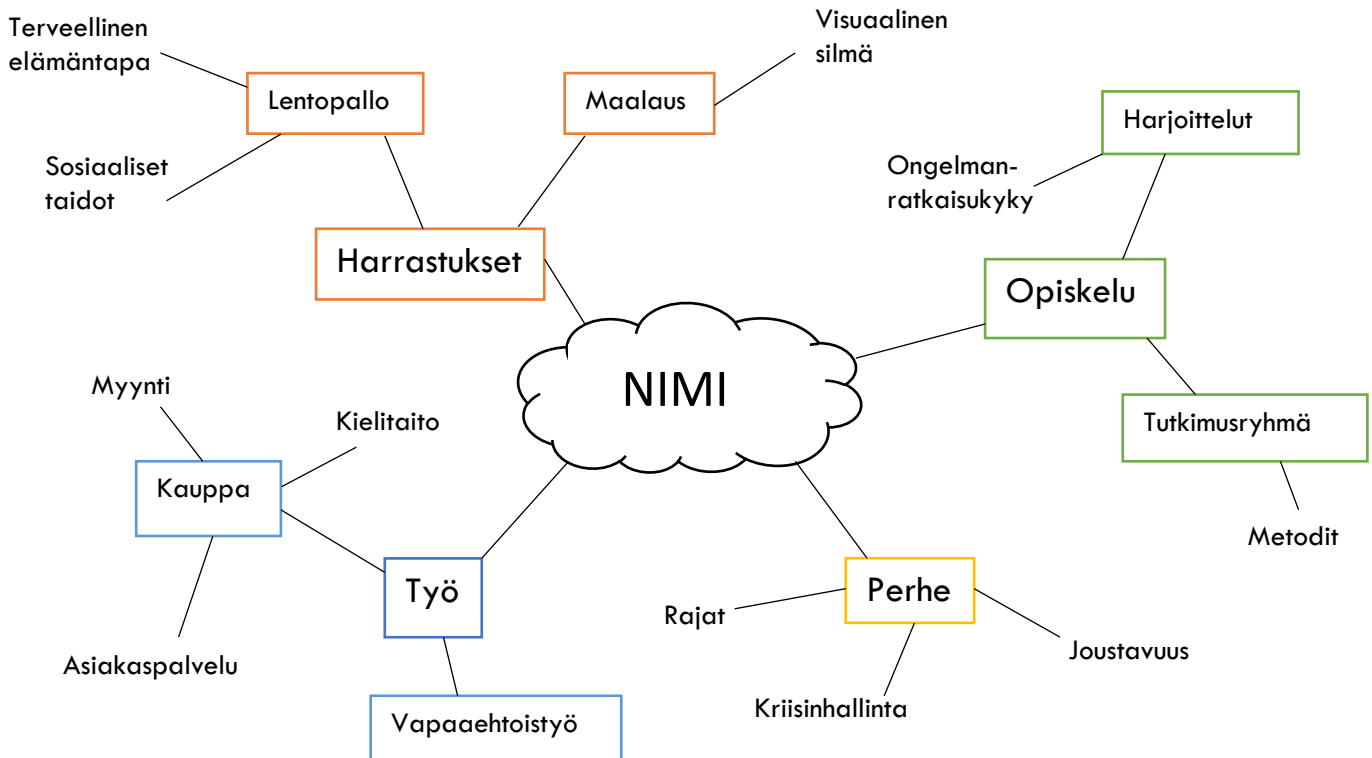 Terveellinen
elämäntapa
Visuaalinen
silmä
Lentopallo
Maalaus
Harjoittelut
Sosiaaliset
taidot
Ongelman-
ratkaisukyky
Harrastukset
Opiskelu
NIMI
Myynti
Kielitaito
Tutkimusryhmä
Kauppa
Metodit
Työ
Perhe
Rajat
Joustavuus
Asiakaspalvelu
Kriisinhallinta
Vapaaehtoistyö